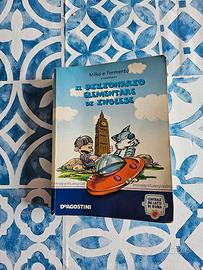 Milko e Fermento
presentano
IL DIZIONARIO
ELEMENTARE
DI INGLESE
DeAGOSTINI